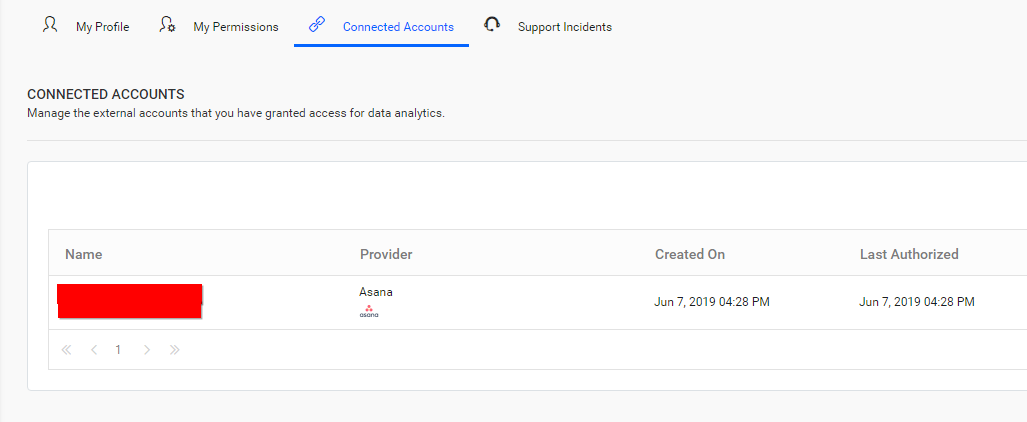 My Profile My Permissions Connected Accounts Support Incidents
CONNECTED ACCOUNTS
Manage the external accounts that you have granted access for data analytics.
Name Provider Created On Last Authorized
Asana
asana
Jun 7, 2019 04:28 PM Jun 7, 2019 04:28 PM
1